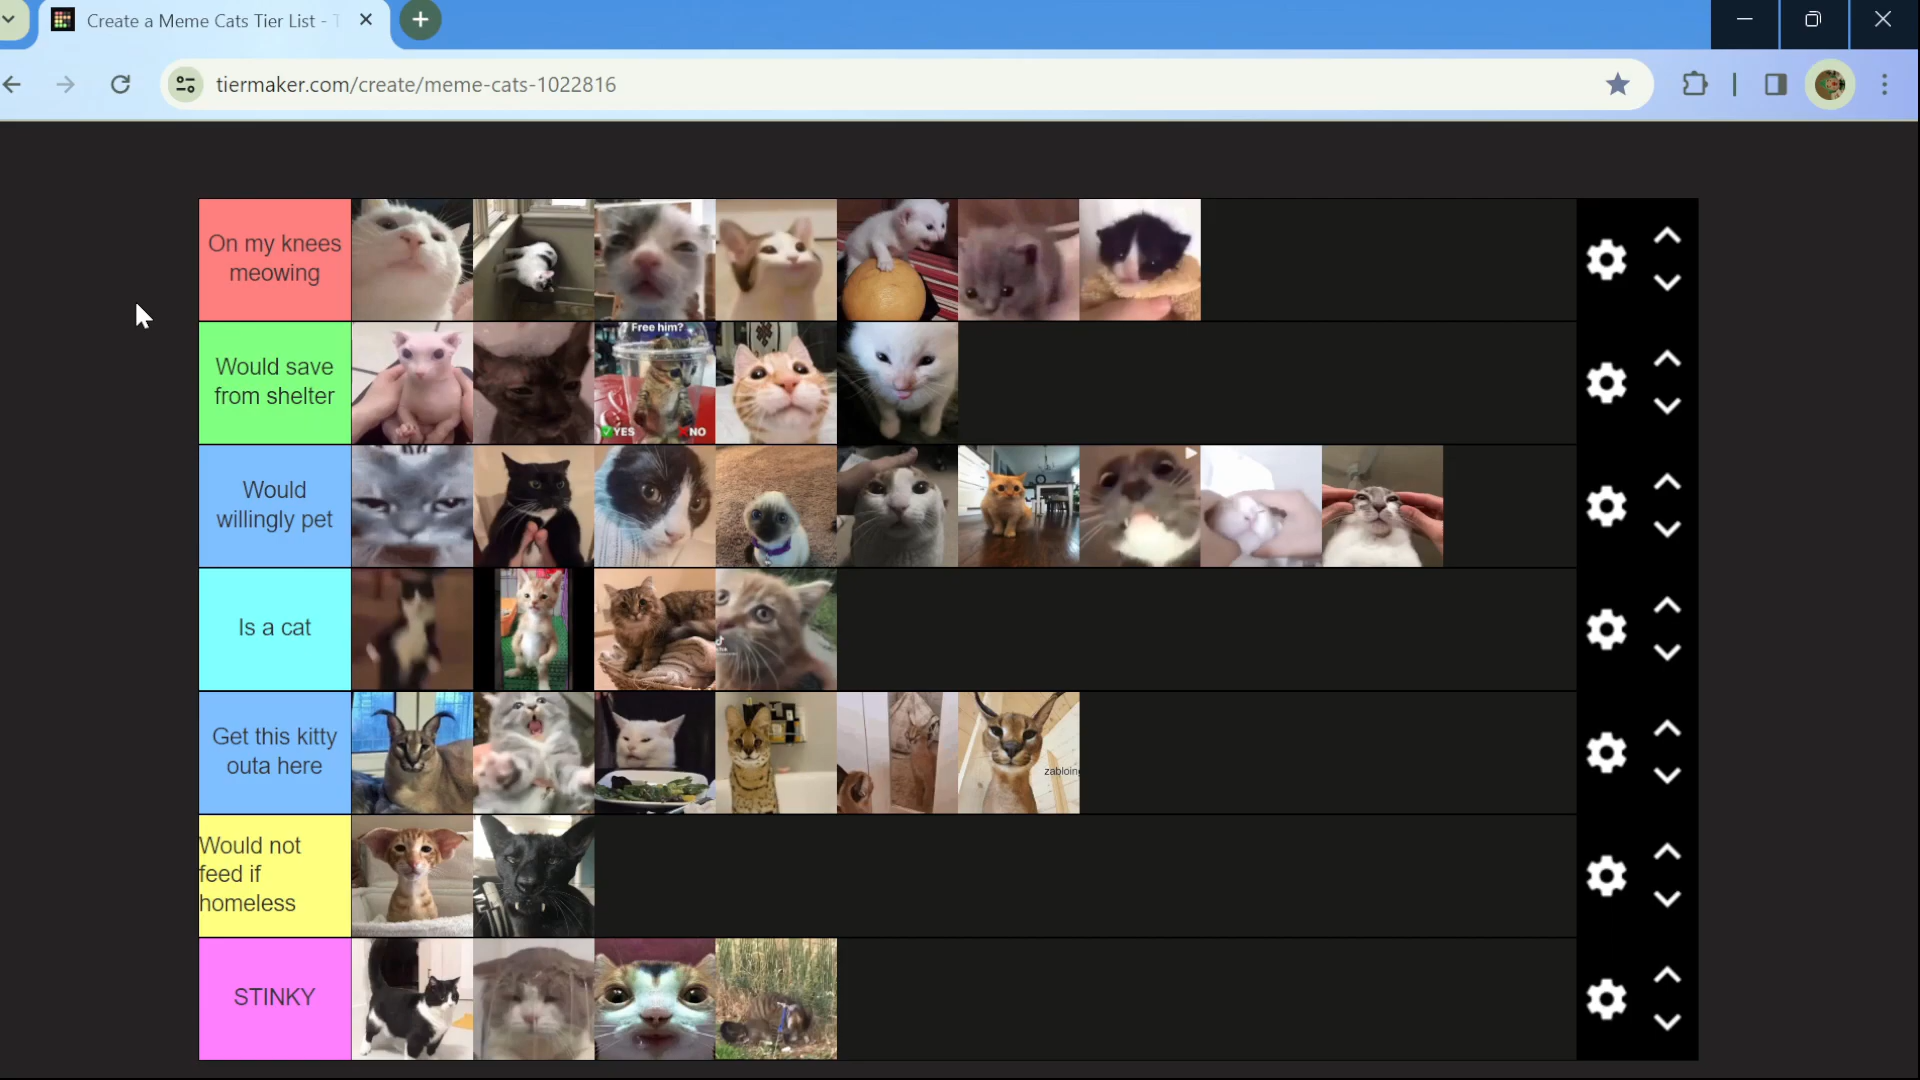 Create a Meme Cats Tier List -
tiermaker.com/create/meme-cats-1022816
On my knees
meowing
Would save
from shelter
Free him?
YES
NO
Would
willingly pet
Is a cat
Get this kitty
outa here
zabloing
Would not
feed if
homeless
STINKY